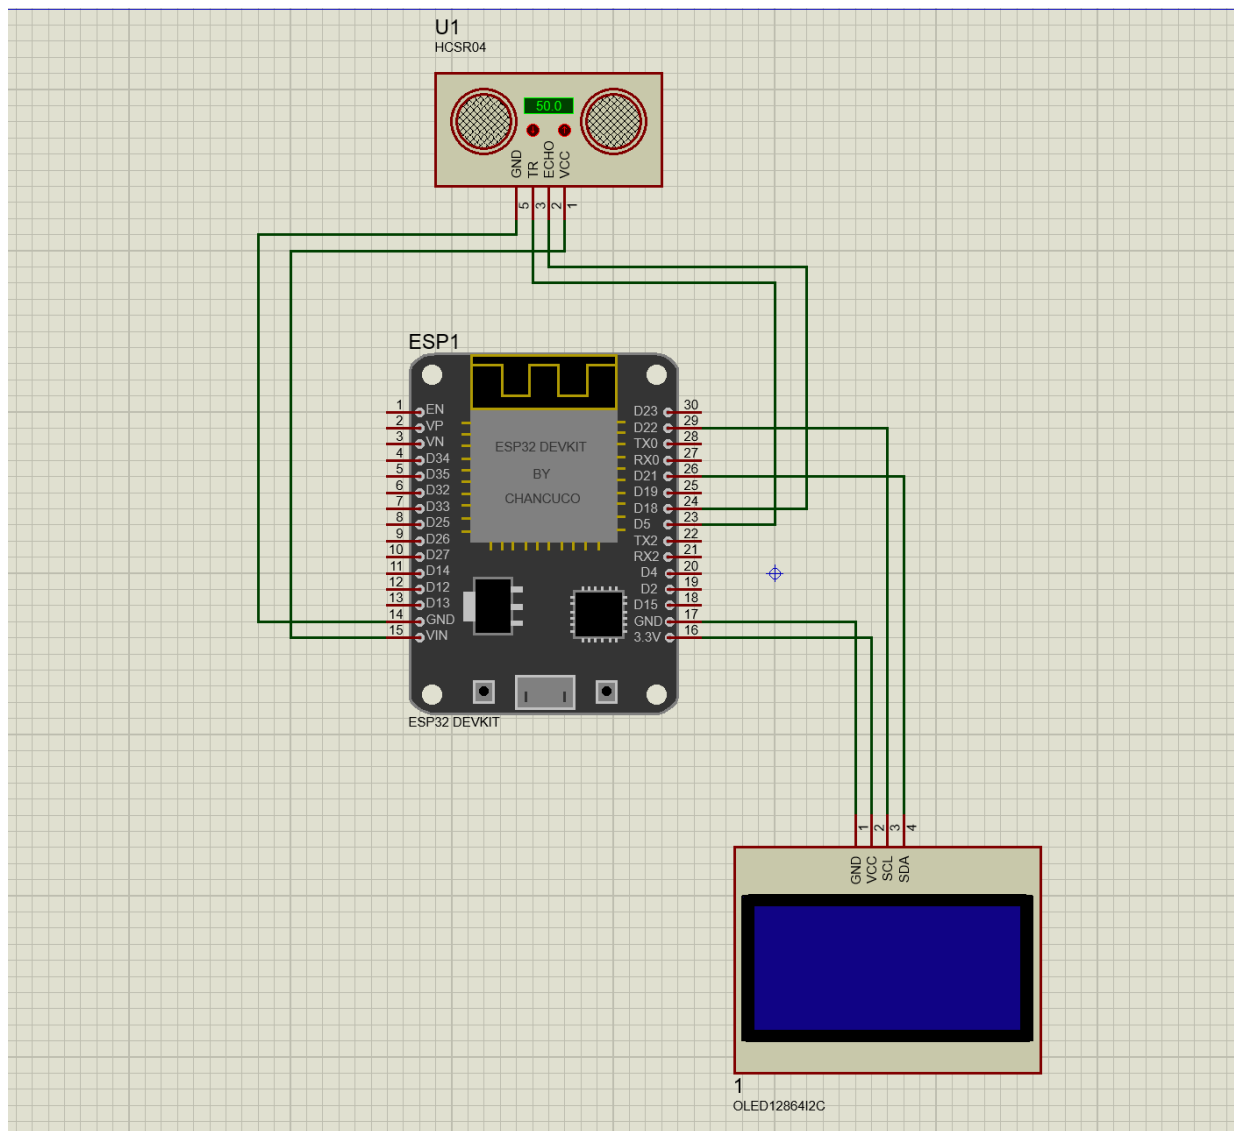 U1
HCSR04
50.0
GND
TR
ECHO
VCC
5
3
2
1
ESP1
ESP32 DEVKIT
BY
CHANCUCO
1 EN
2 VP
3 VN
4 D34
5 D35
6 D32
7 D33
8 D25
9 D26
10 D27
11 D14
12 D12
13 D13
14 GND
15 VIN
D23 30
D22 29
TX0 28
RX0 27
D21 26
D19 25
D18 24
D5 23
TX2 22
RX2 21
D4 20
D2 19
D15 18
GND 17
3.3V 16
ESP32 DEVKIT
1
2
3
4
GND
VCC
SCL
SDA
1
OLED12864I2C